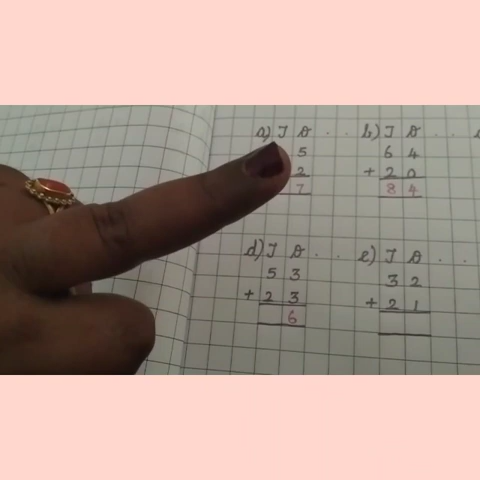 a) T O . . b) T O . .
5 6 4
2 + 2 0
7 8 4
d) T O . . e) T O . .
5 3 3 2
+ 2 3 + 2 1
6